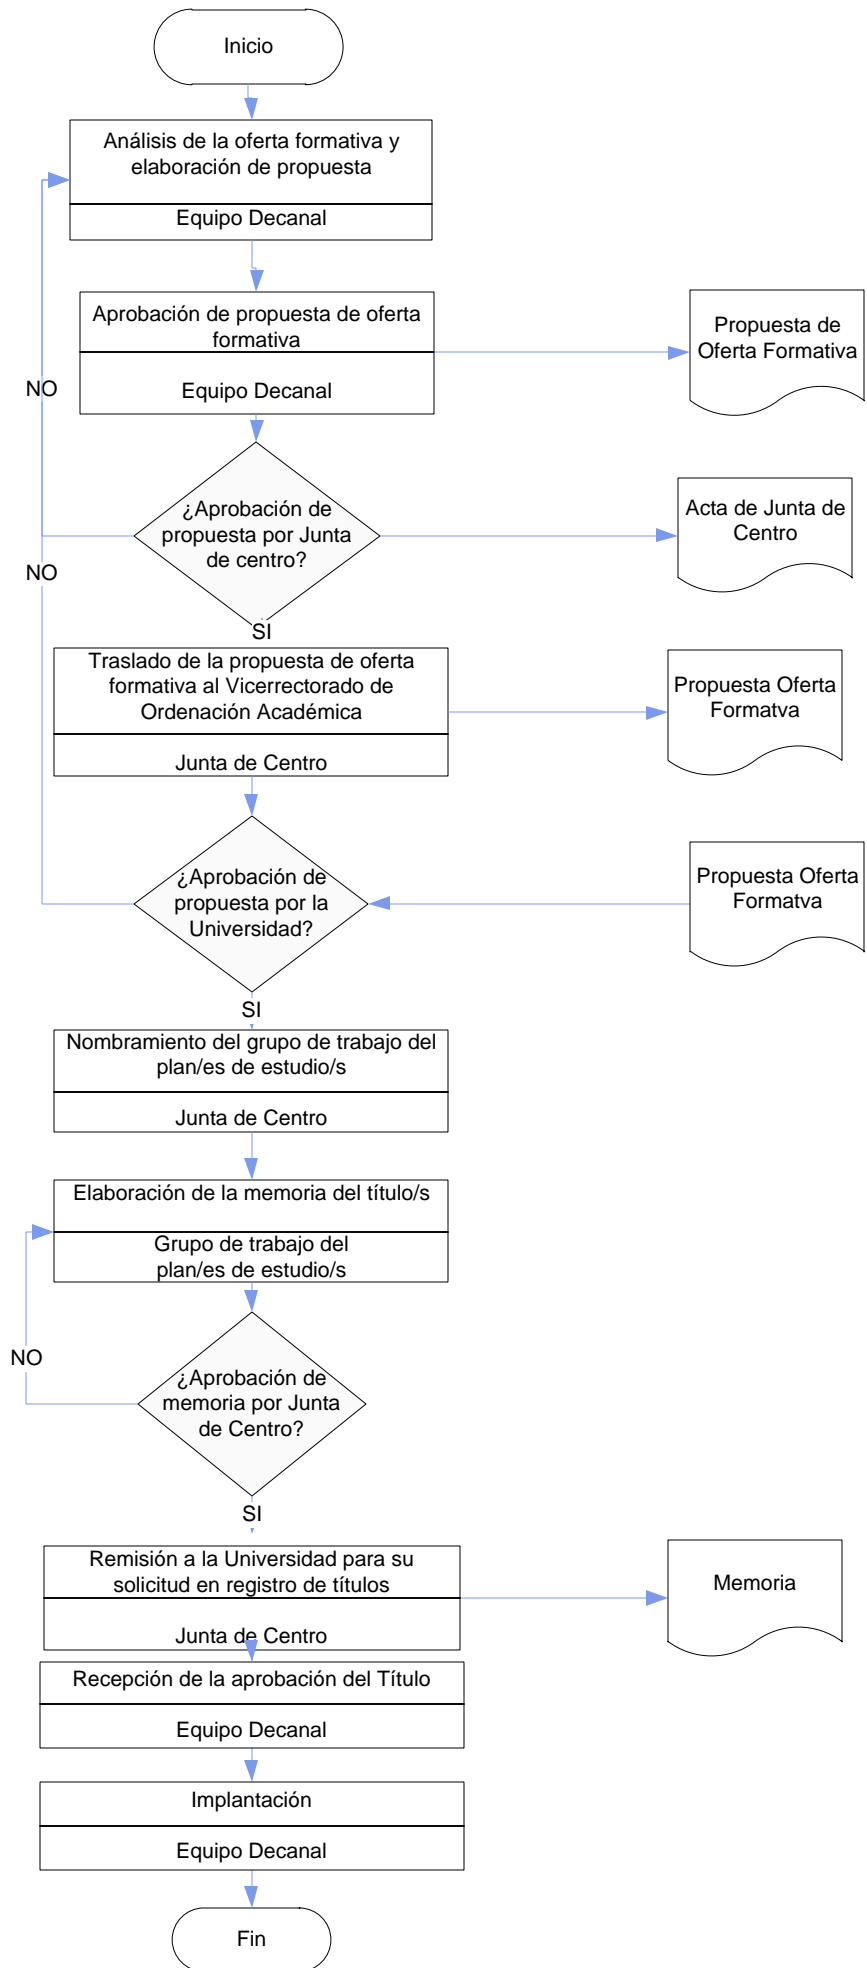 Inicio
Análisis de la oferta formativa y
elaboración de propuesta
Equipo Decanal
Aprobación de propuesta de oferta
formativa
Equipo Decanal
Propuesta de
Oferta Formativa
NO
¿Aprobación de
propuesta por Junta
de centro?
Acta de Junta de
Centro
NO
SI
Traslado de la propuesta de oferta
formativa al Vicerrectorado de
Ordenación Académica
Junta de Centro
Propuesta Oferta
Formatva
¿Aprobación de
propuesta por la
Universidad?
Propuesta Oferta
Formatva
SI
Nombramiento del grupo de trabajo del
plan/es de estudio/s
Junta de Centro
Elaboración de la memoria del título/s
Grupo de trabajo del
plan/es de estudio/s
NO
¿Aprobación de
memoria por Junta
de Centro?
SI
Remisión a la Universidad para su
solicitud en registro de títulos
Junta de Centro
Memoria
Recepción de la aprobación del Título
Equipo Decanal
Implantación
Equipo Decanal
Fin